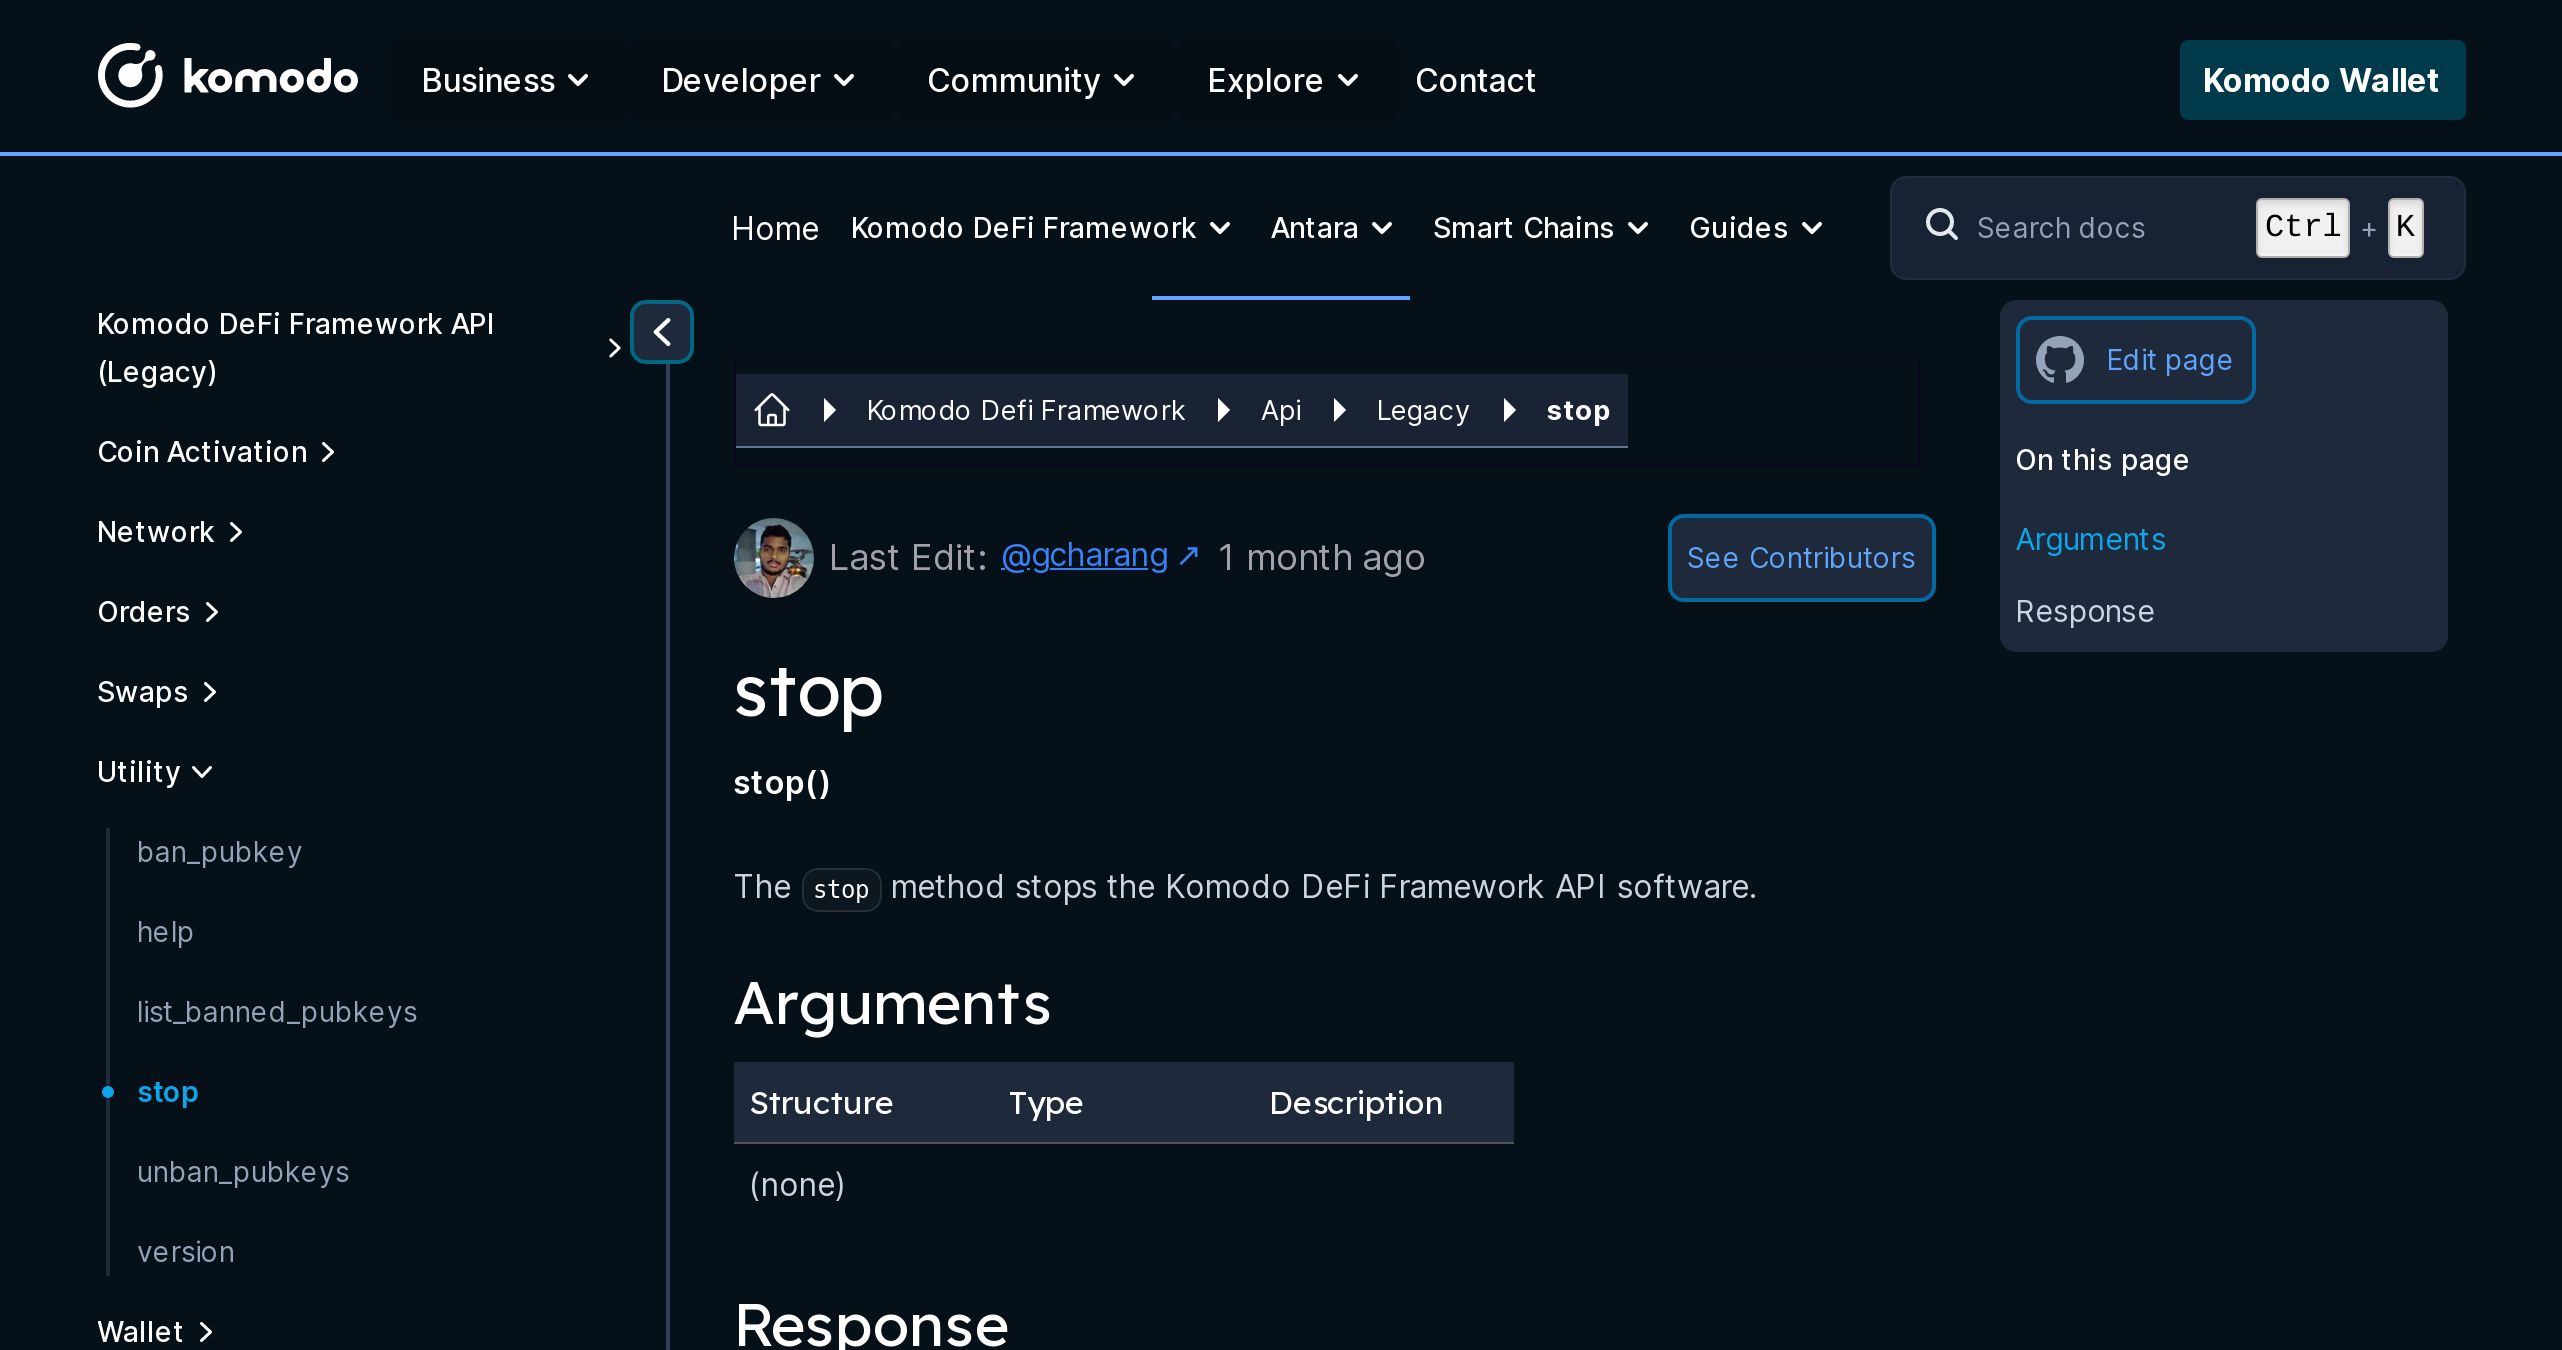 komodo
Business
Developer
Community
Explore
Contact
Komodo Wallet
Home
Komodo DeFi Framework
Antara
Smart Chains
Guides
Search docs
Ctrl + K
Komodo DeFi Framework API
(Legacy)
Coin Activation
Network
Orders
Swaps
Utility
ban_pubkey
help
list_banned_pubkeys
stop
unban_pubkeys
version
Wallet
Komodo Defi Framework
Api
Legacy
stop
Last Edit: @gcharang ↗ 1 month ago
See Contributors
stop
stop()
The stop method stops the Komodo DeFi Framework API software.
Arguments
Structure Type Description
(none)
Response
Edit page
On this page
Arguments
Response